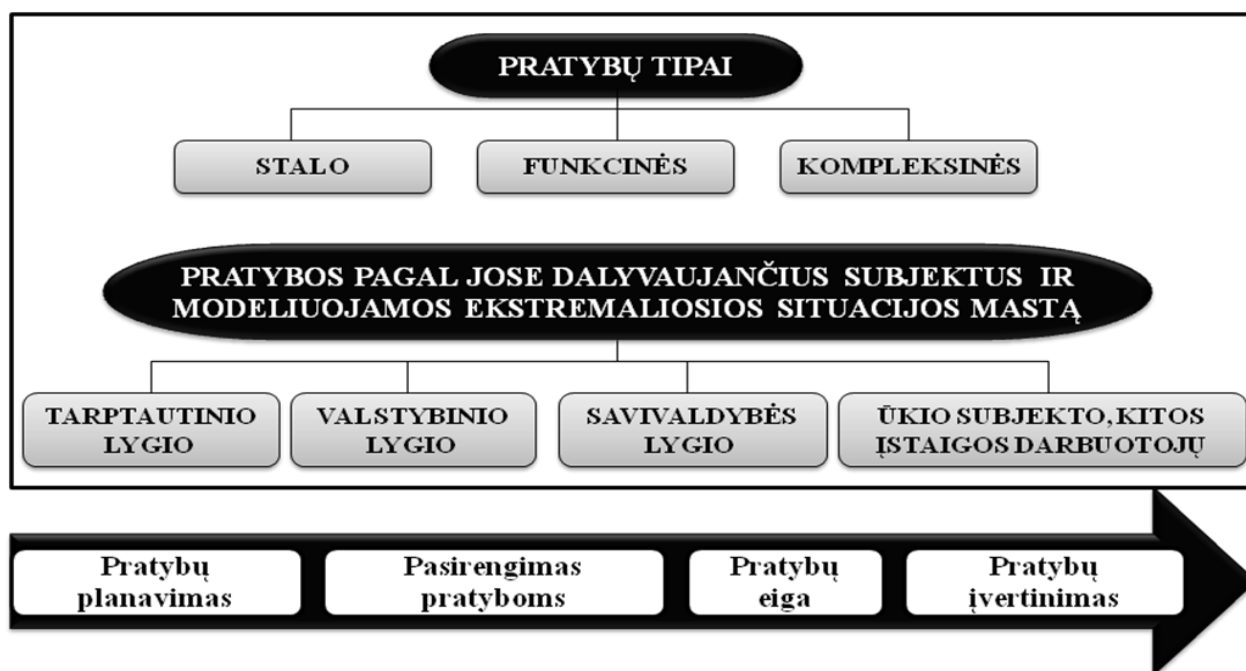 PRATYBŲ TIPAI
STALO
FUNKCINĖS
KOMPLEKSINĖS
PRATYBOS PAGAL JOSE DALYVAUJANČIUS SUBJEKTUS IR
MODELIUOJAMOS EKSTREMALIOSIOS SITUACIJOS MASTĄ
TARPTAUTINIO
LYGIO
VALSTYBINIO
LYGIO
SAVIVALDYBĖS
LYGIO
ŪKIO SUBJEKTO, KITOS
ĮSTAIGOS DARBUOTOJŲ
Pratybų
planavimas
Pasirengimas
pratyboms
Pratybų
eiga
Pratybų
įvertinimas